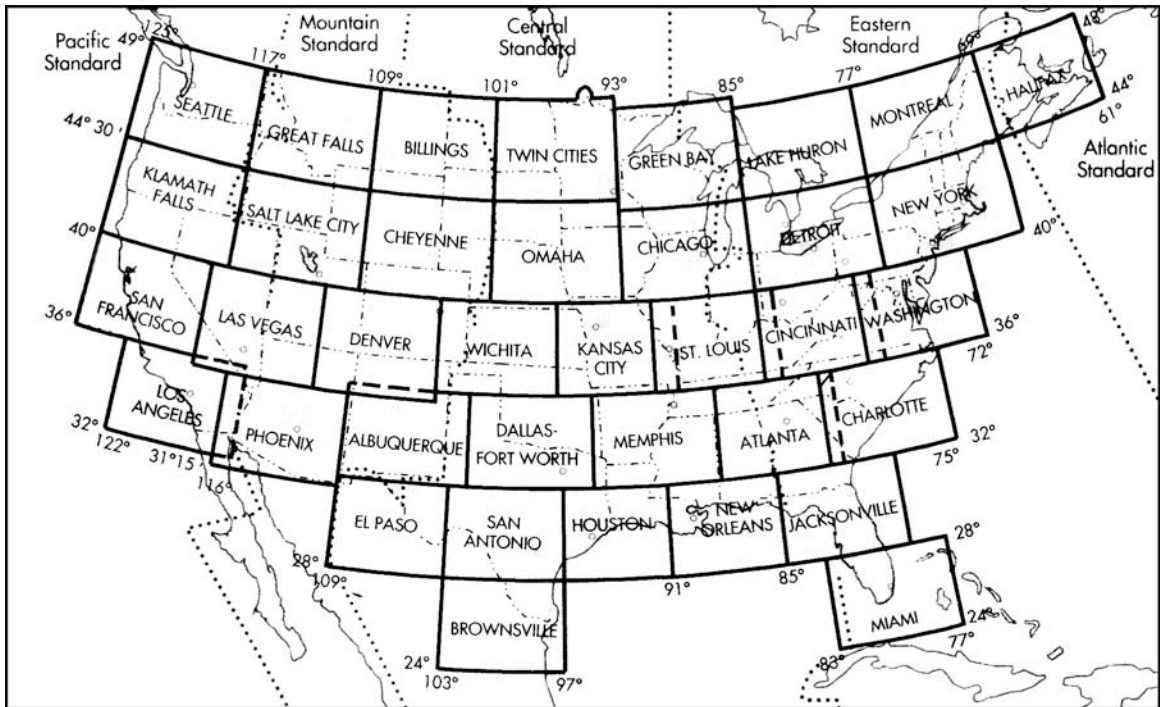 Pacific
Standard
Mountain
Standard
Central
Standard
Eastern
Standard
Atlantic
Standard
49°
125°
117°
109°
101°
93°
85°
77°
69°
48°
44°
61°
SEATTLE
GREAT FALLS
BILLINGS
TWIN CITIES
GREEN BAY
LAKE HURON
MONTREAL
HALIFAX
44° 30'
KLAMATH
FALLS
SALT LAKE CITY
CHEYENNE
OMAHA
CHICAGO
DETROIT
NEW YORK
40°
40°
SAN
FRANCISCO
LAS VEGAS
DENVER
WICHITA
KANSAS
CITY
ST. LOUIS
CINCINNATI
WASHINGTON
36°
36°
72°
LOS
ANGELES
PHOENIX
ALBUQUERQUE
DALLAS-
FORT WORTH
MEMPHIS
ATLANTA
CHARLOTTE
32°
122°
31° 15'
116°
32°
75°
EL PASO
SAN
ANTONIO
HOUSTON
NEW
ORLEANS
JACKSONVILLE
28°
109°
91°
85°
28°
BROWNSVILLE
MIAMI
24°
103°
97°
83°
77°
24°